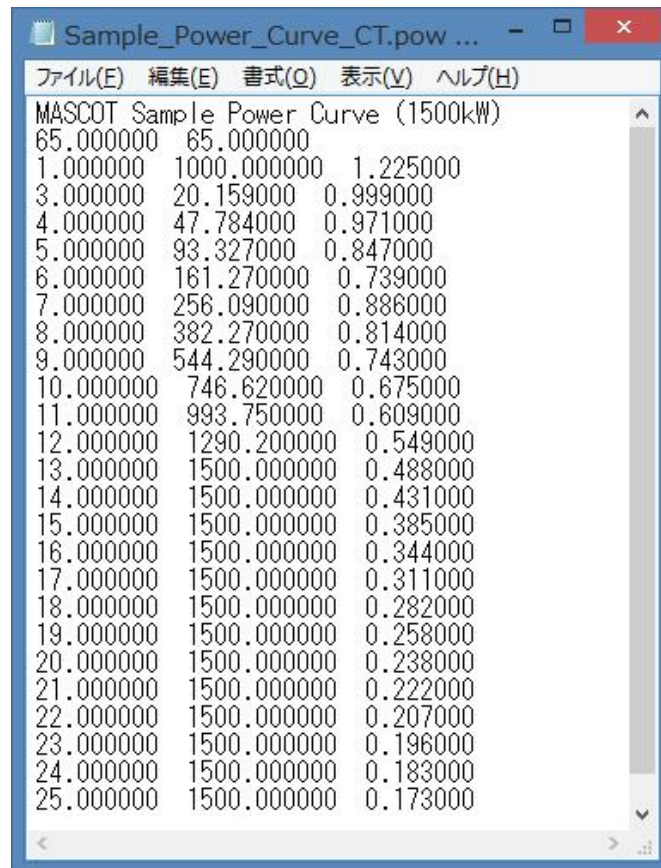 Sample_Power_Curve_CT.pow ...
ファイル(F) 編集(E) 書式(O) 表示(V) ヘルプ(H)
MASCOT Sample Power Curve (1500kW)
65.000000 65.000000
1.000000 1000.000000 1.225000
3.000000 20.159000 0.999000
4.000000 47.784000 0.971000
5.000000 93.327000 0.847000
6.000000 161.270000 0.739000
7.000000 256.090000 0.886000
8.000000 382.270000 0.814000
9.000000 544.290000 0.743000
10.000000 746.620000 0.675000
11.000000 993.750000 0.609000
12.000000 1290.200000 0.549000
13.000000 1500.000000 0.488000
14.000000 1500.000000 0.431000
15.000000 1500.000000 0.385000
16.000000 1500.000000 0.344000
17.000000 1500.000000 0.311000
18.000000 1500.000000 0.282000
19.000000 1500.000000 0.258000
20.000000 1500.000000 0.238000
21.000000 1500.000000 0.222000
22.000000 1500.000000 0.207000
23.000000 1500.000000 0.196000
24.000000 1500.000000 0.183000
25.000000 1500.000000 0.173000